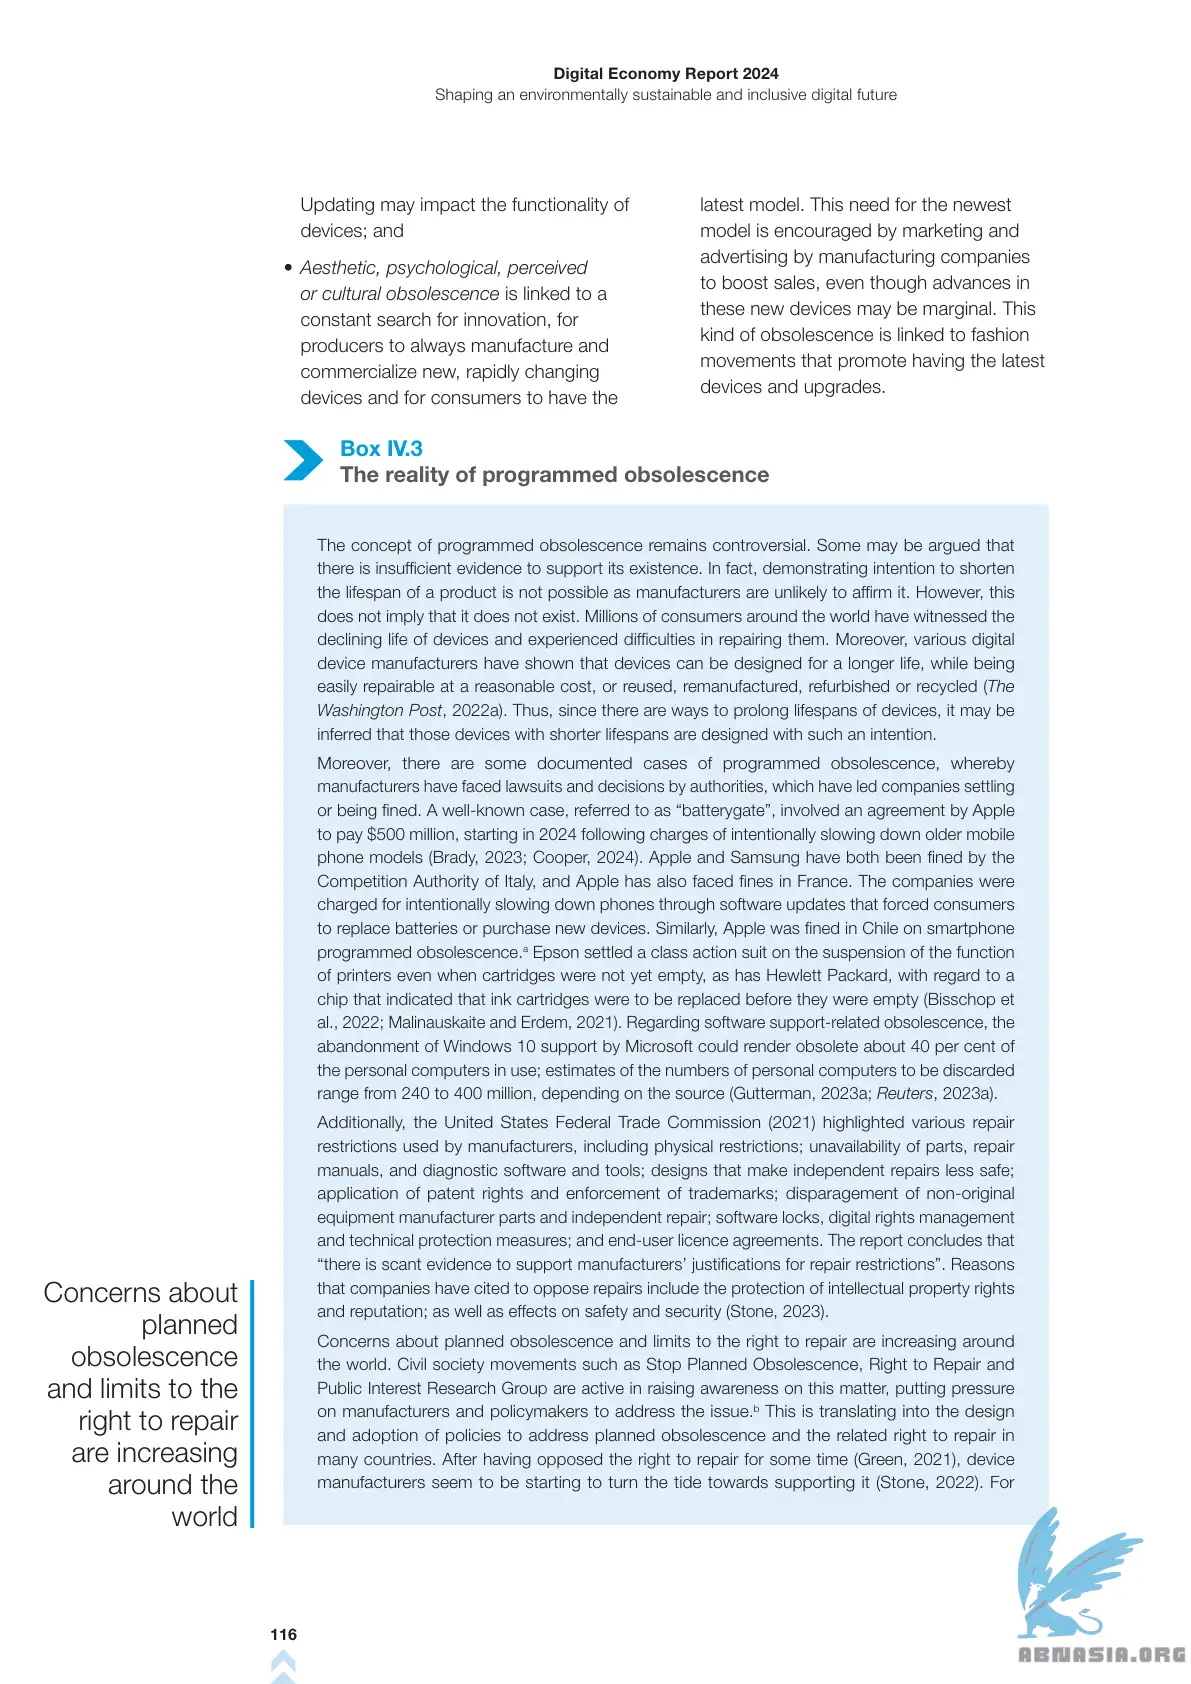 Digital Economy Report 2024
Shaping an environmentally sustainable and inclusive digital future
Updating may impact the functionality of
devices; and
• Aesthetic, psychological, perceived
or cultural obsolescence is linked to a
constant search for innovation, for
producers to always manufacture and
commercialize new, rapidly changing
devices and for consumers to have the
latest model. This need for the newest
model is encouraged by marketing and
advertising by manufacturing companies
to boost sales, even though advances in
these new devices may be marginal. This
kind of obsolescence is linked to fashion
movements that promote having the latest
devices and upgrades.
Box IV.3
The reality of programmed obsolescence
The concept of programmed obsolescence remains controversial. Some may be argued that
there is insufficient evidence to support its existence. In fact, demonstrating intention to shorten
the lifespan of a product is not possible as manufacturers are unlikely to affirm it. However, this
does not imply that it does not exist. Millions of consumers around the world have witnessed the
declining life of devices and experienced difficulties in repairing them. Moreover, various digital
device manufacturers have shown that devices can be designed for a longer life, while being
easily repairable at a reasonable cost, or reused, remanufactured, refurbished or recycled (The
Washington Post, 2022a). Thus, since there are ways to prolong lifespans of devices, it may be
inferred that those devices with shorter lifespans are designed with such an intention.
Moreover, there are some documented cases of programmed obsolescence, whereby
manufacturers have faced lawsuits and decisions by authorities, which have led companies settling
or being fined. A well-known case, referred to as “batterygate”, involved an agreement by Apple
to pay $500 million, starting in 2024 following charges of intentionally slowing down older mobile
phone models (Brady, 2023; Cooper, 2024). Apple and Samsung have both been fined by the
Competition Authority of Italy, and Apple has also faced fines in France. The companies were
charged for intentionally slowing down phones through software updates that forced consumers
to replace batteries or purchase new devices. Similarly, Apple was fined in Chile on smartphone
programmed obsolescence.ᵃ Epson settled a class action suit on the suspension of the function
of printers even when cartridges were not yet empty, as has Hewlett Packard, with regard to a
chip that indicated that ink cartridges were to be replaced before they were empty (Bisschop et
al., 2022; Malinauskaite and Erdem, 2021). Regarding software support-related obsolescence, the
abandonment of Windows 10 support by Microsoft could render obsolete about 40 per cent of
the personal computers in use; estimates of the numbers of personal computers to be discarded
range from 240 to 400 million, depending on the source (Gutterman, 2023a; Reuters, 2023a).
Additionally, the United States Federal Trade Commission (2021) highlighted various repair
restrictions used by manufacturers, including physical restrictions; unavailability of parts, repair
manuals, and diagnostic software and tools; designs that make independent repairs less safe;
application of patent rights and enforcement of trademarks; disparagement of non-original
equipment manufacturer parts and independent repair; software locks, digital rights management
and technical protection measures; and end-user licence agreements. The report concludes that
“there is scant evidence to support manufacturers’ justifications for repair restrictions”. Reasons
that companies have cited to oppose repairs include the protection of intellectual property rights
and reputation; as well as effects on safety and security (Stone, 2023).
Concerns about planned obsolescence and limits to the right to repair are increasing around
the world. Civil society movements such as Stop Planned Obsolescence, Right to Repair and
Public Interest Research Group are active in raising awareness on this matter, putting pressure
on manufacturers and policymakers to address the issue.ᵇ This is translating into the design
and adoption of policies to address planned obsolescence and the related right to repair in
many countries. After having opposed the right to repair for some time (Green, 2021), device
manufacturers seem to be starting to turn the tide towards supporting it (Stone, 2022). For
Concerns about
planned
obsolescence
and limits to the
right to repair
are increasing
around the
world
116
ABNASIA.ORG